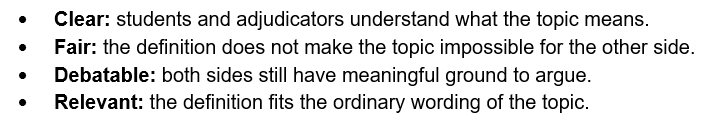 • Clear: students and adjudicators understand what the topic means.
• Fair: the definition does not make the topic impossible for the other side.
• Debatable: both sides still have meaningful ground to argue.
• Relevant: the definition fits the ordinary wording of the topic.